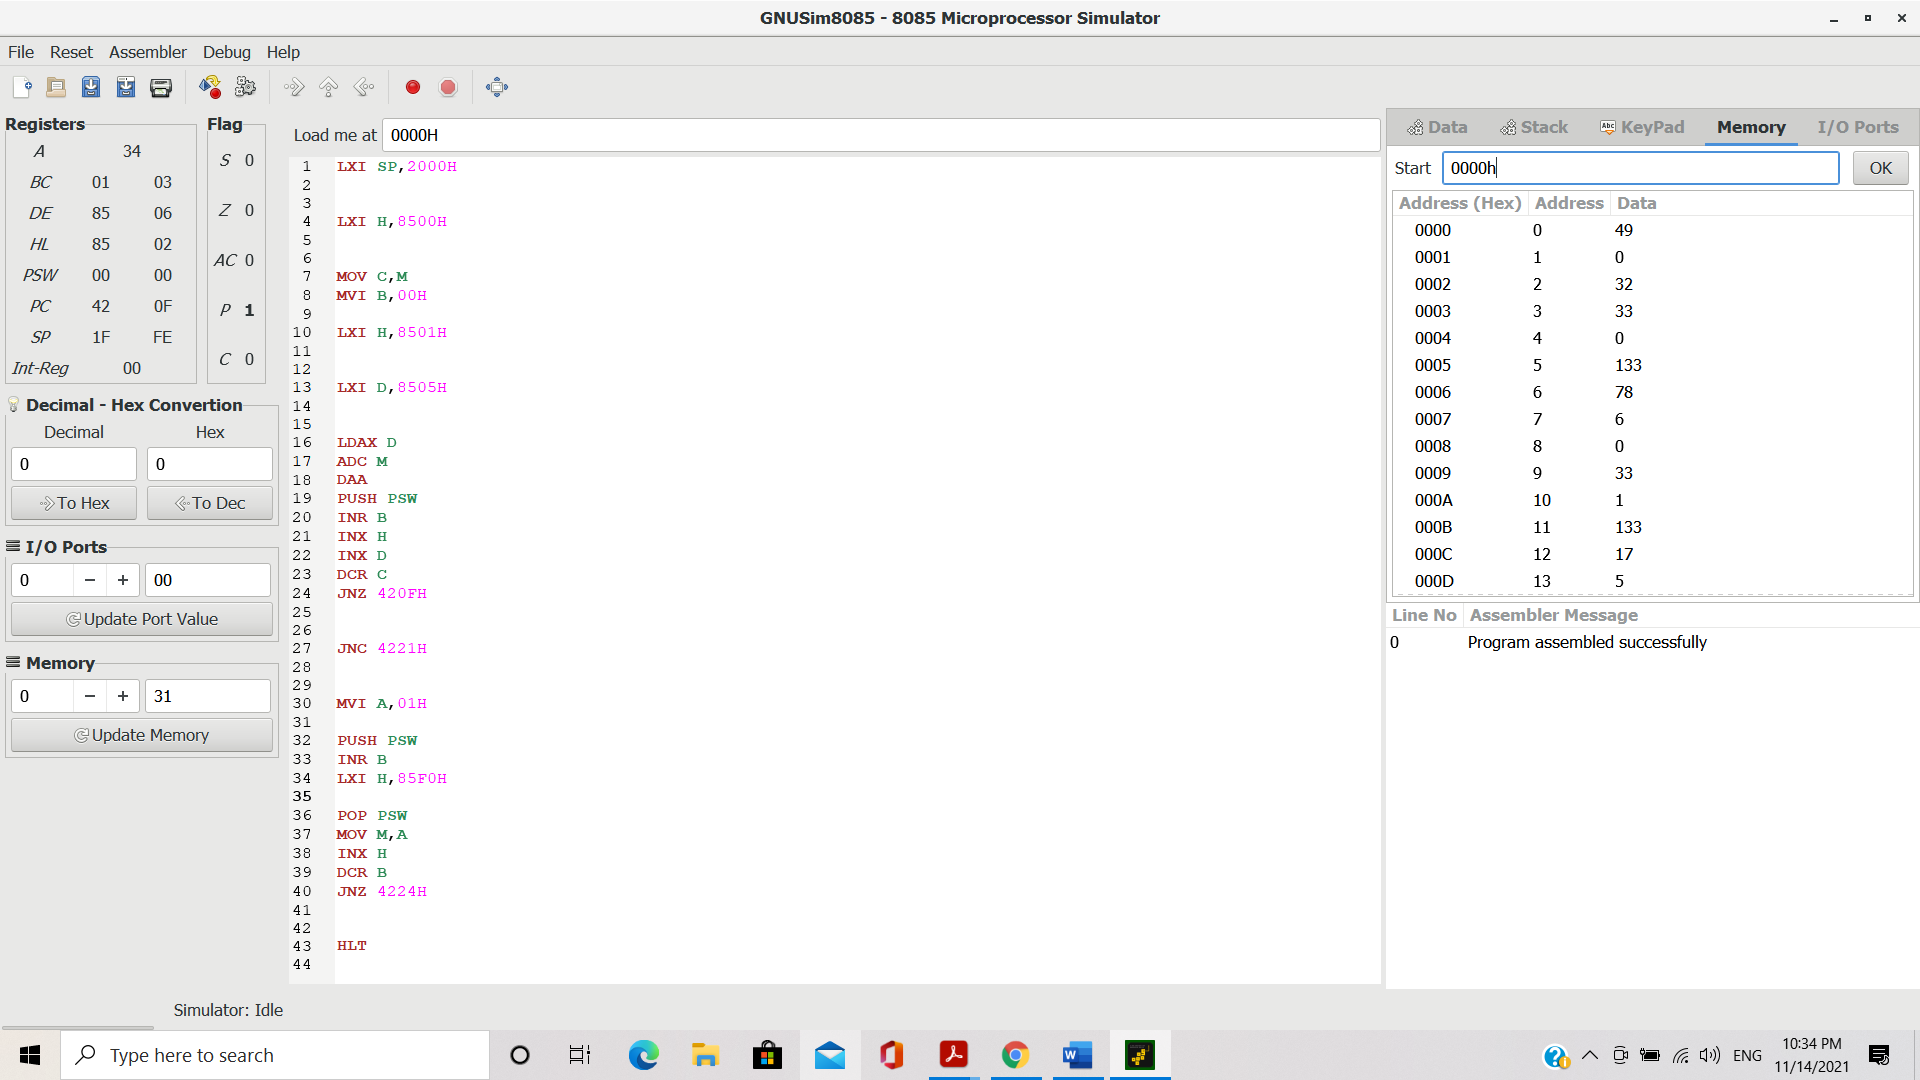 GNUSim8085 - 8085 Microprocessor Simulator
File Reset Assembler Debug Help
Registers
A 34
BC 01 03
DE 85 06
HL 85 02
PSW 00 00
PC 42 0F
SP 1F FE
Int-Reg 00
Flag
S 0
Z 0
AC 0
P 1
C 0
Decimal - Hex Convertion
Decimal Hex
0 0
To Hex To Dec
I/O Ports
0 − + 00
Update Port Value
Memory
0 − + 31
Update Memory
Load me at 0000H
1 LXI SP,2000H
2
3
4 LXI H,8500H
5
6
7 MOV C,M
8 MVI B,00H
9
10 LXI H,8501H
11
12
13 LXI D,8505H
14
15
16 LDAX D
17 ADC M
18 DAA
19 PUSH PSW
20 INR B
21 INX H
22 INX D
23 DCR C
24 JNZ 420FH
25
26
27 JNC 4221H
28
29
30 MVI A,01H
31
32 PUSH PSW
33 INR B
34 LXI H,85F0H
35
36 POP PSW
37 MOV M,A
38 INX H
39 DCR B
40 JNZ 4224H
41
42
43 HLT
44
Data Stack Abc KeyPad Memory I/O Ports
Start 0000h OK
Address (Hex) Address Data
0000 0 49
0001 1 0
0002 2 32
0003 3 33
0004 4 0
0005 5 133
0006 6 78
0007 7 6
0008 8 0
0009 9 33
000A 10 1
000B 11 133
000C 12 17
000D 13 5
Line No Assembler Message
0 Program assembled successfully
Simulator: Idle
Type here to search
ENG
10:34 PM
11/14/2021